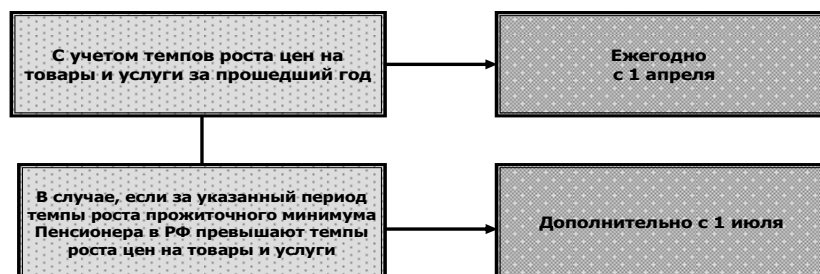 С учетом темпов роста цен на
товары и услуги за прошедший год
Ежегодно
с 1 апреля
В случае, если за указанный период
темпы роста прожиточного минимума
Пенсионера в РФ превышают темпы
роста цен на товары и услуги
Дополнительно с 1 июля